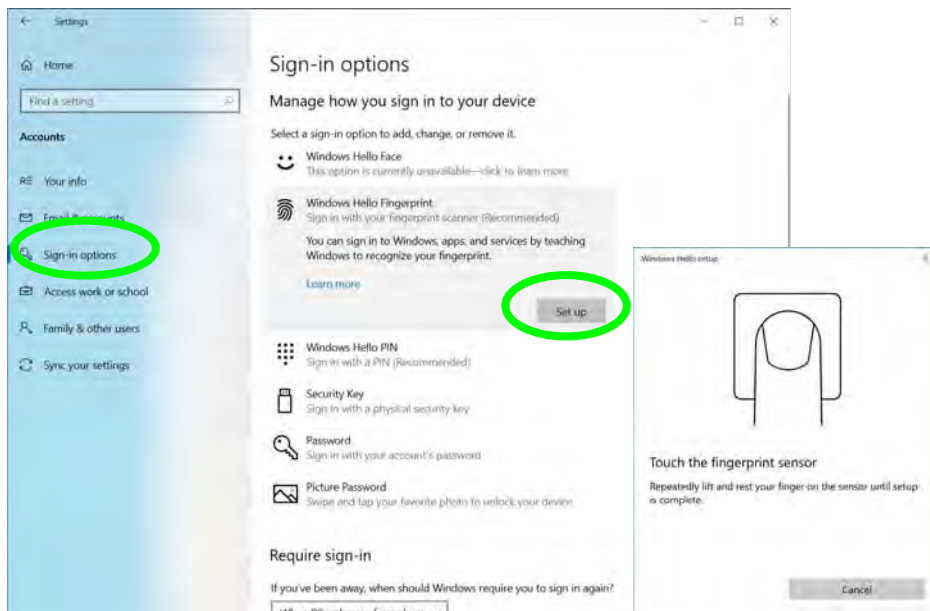 Settings
Home
Find a setting
Accounts
Your info
Email & accounts
Sign-in options
Access work or school
Family & other users
Sync your settings
Sign-in options
Manage how you sign in to your device
Select a sign-in option to add, change, or remove it.
Windows Hello Face
This option is currently unavailable—click to learn more
Windows Hello Fingerprint
Sign in with your fingerprint scanner (Recommended)
You can sign in to Windows, apps, and services by teaching
Windows to recognize your fingerprint.
Learn more
Set up
Windows Hello PIN
Sign in with a PIN (Recommended)
Security Key
Sign in with a physical security key
Password
Sign in with your account's password
Picture Password
Swipe and tap your favorite photo to unlock your device
Require sign-in
If you've been away, when should Windows require you to sign in again?
Windows Hello setup
Touch the fingerprint sensor
Repeatedly lift and rest your finger on the sensor until setup
is complete.
Cancel